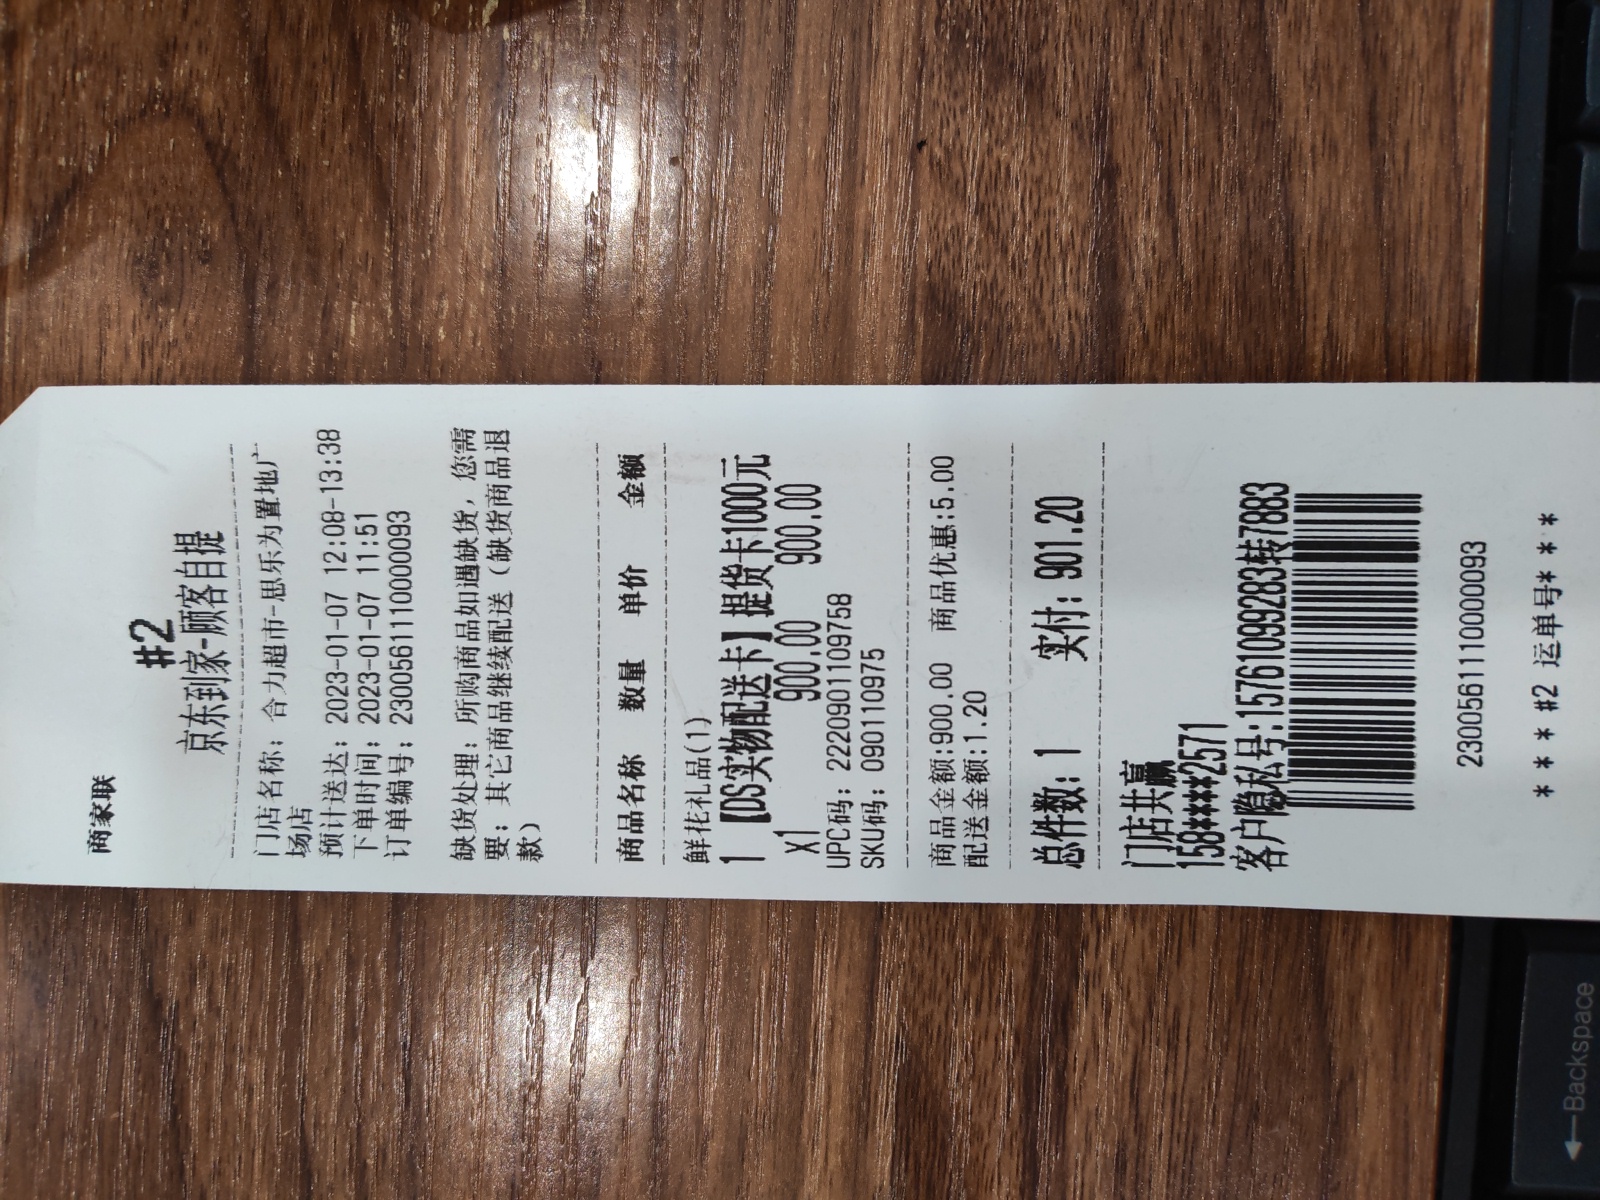 商家联
#2
京东到家-顾客自提
门店名称: 合力超市-思乐为置地广
场店
预计送达: 2023-01-07 12:08-13:38
下单时间: 2023-01-07 11:51
订单编号: 2300561110000093
缺货处理: 所购商品如遇缺货, 您需
要: 其它商品继续配送 (缺货商品退
款)
商品名称 数量 单价 金额
鲜花礼品(1)
1 【DS实物配送卡】提货卡1000元
x1 900.00 900.00
UPC码: 2220901109758
SKU码: 090110975
商品金额:900.00 商品优惠:5.00
配送金额:1.20
总件数: 1 实付: 901.20
门店共赢
158****2571
客户隐私号:15761099283转7883
2300561110000093
* * * * #2 运单号* * * *
← Backspace